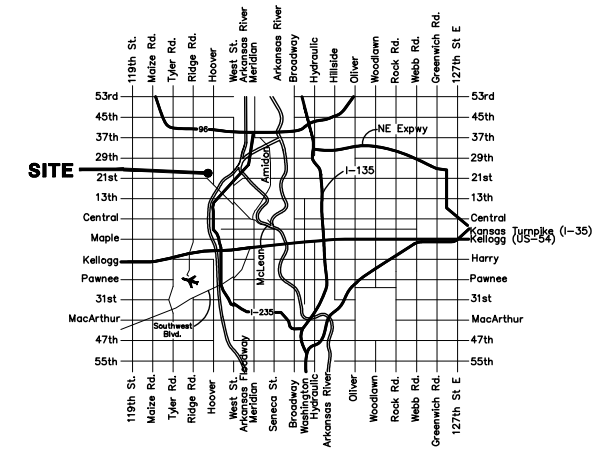 119th St.
Maize Rd.
Tyler Rd.
Ridge Rd.
Hoover
West St.
Arkansas River
Meridian
Arkansas River
Broadway
Hydraulic
Hillside
Oliver
Woodlawn
Rock Rd.
Webb Rd.
Greenwich Rd.
127th St E
53rd
45th
37th
29th
21st
13th
Central
Maple
Kellogg
Pawnee
31st
MacArthur
47th
55th
SITE
96
NE Expwy
Amidon
I-135
McLean
I-235
Southwest
Blvd.
53rd
45th
37th
29th
21st
13th
Central
Kansas Turnpike (I-35)
Kellogg (US-54)
Harry
Pawnee
31st
MacArthur
47th
55th
119th St.
Maize Rd.
Tyler Rd.
Ridge Rd.
Hoover
West St.
Arkansas Floodway
Meridian
Seneca St.
Broadway
Washington
Hydraulic
Arkansas River
Oliver
Woodlawn
Rock Rd.
Webb Rd.
Greenwich Rd.
127th St E